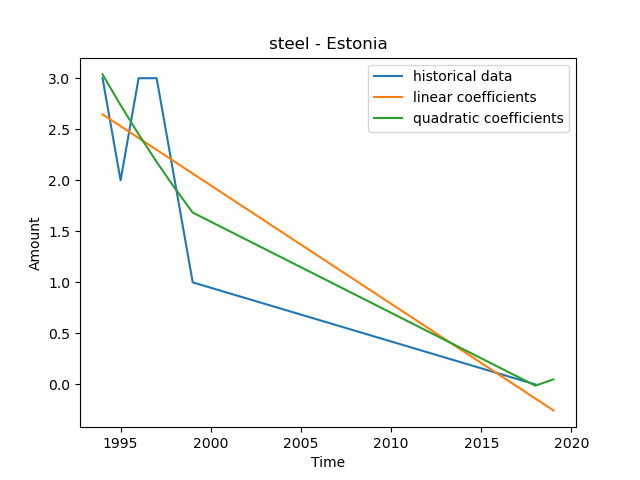 steel - Estonia
historical data
linear coefficients
quadratic coefficients
3.0
2.5
2.0
1.5
1.0
0.5
0.0
Amount
1995 2000 2005 2010 2015 2020
Time